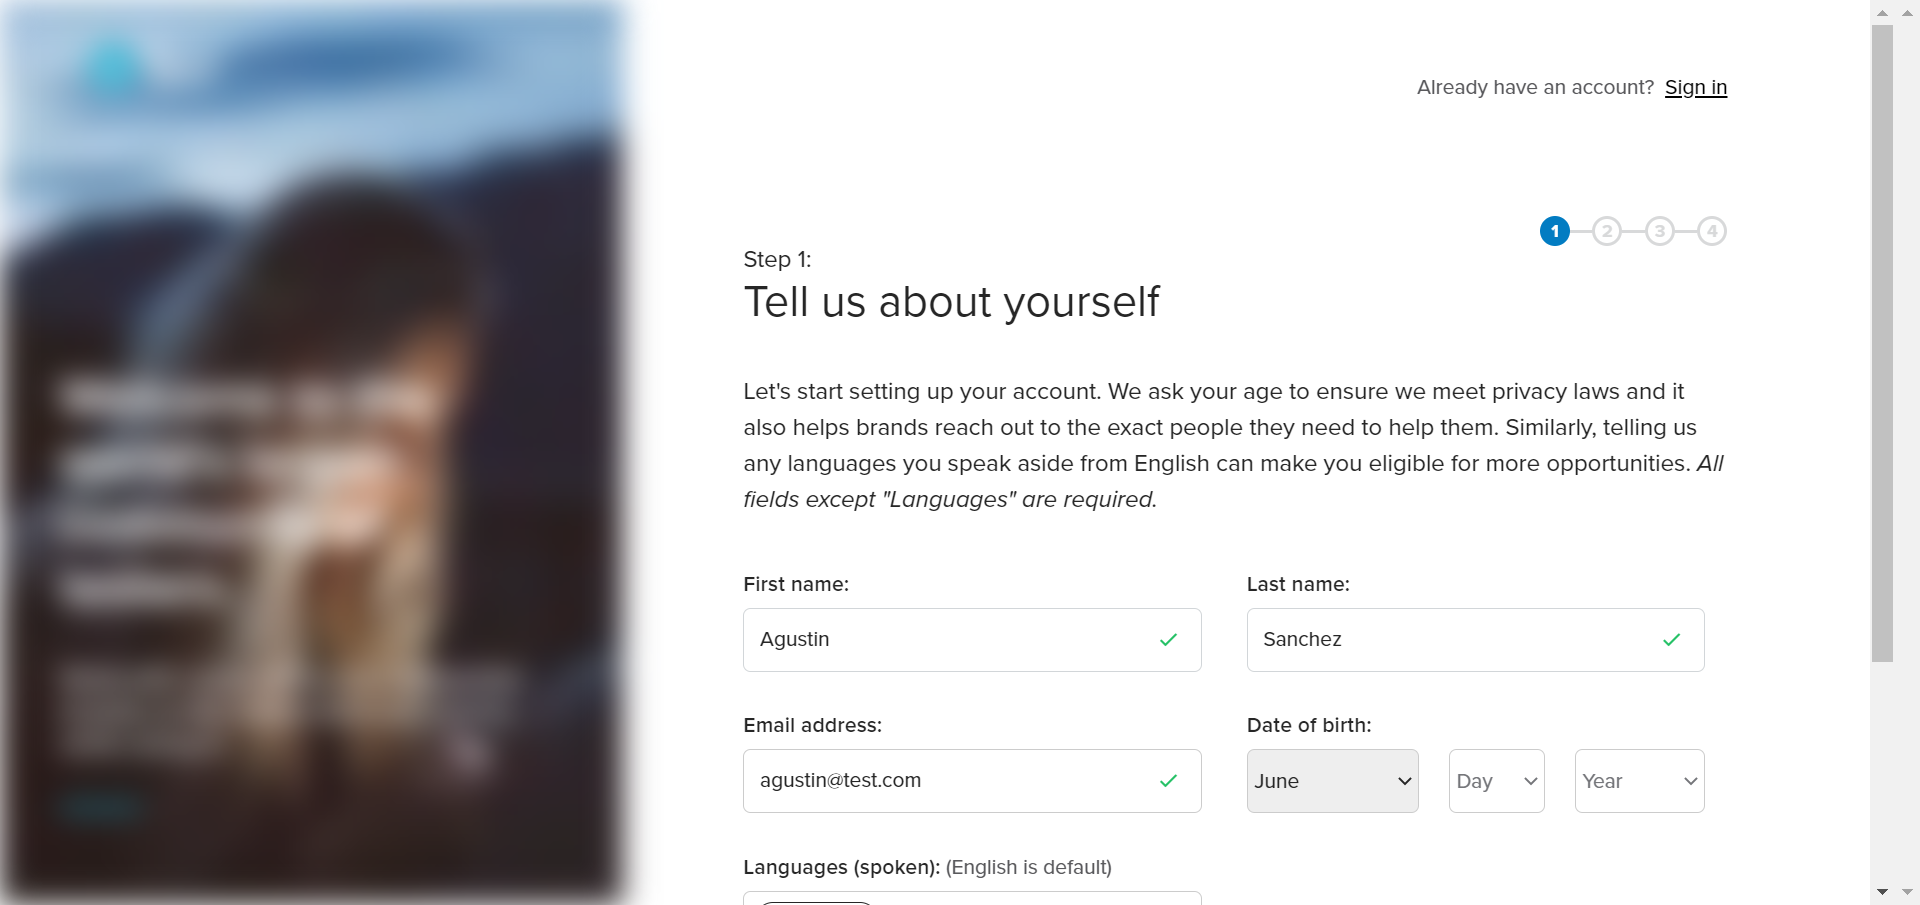 Already have an account? Sign in
1 2 3 4
Step 1:
Tell us about yourself
Let's start setting up your account. We ask your age to ensure we meet privacy laws and it
also helps brands reach out to the exact people they need to help them. Similarly, telling us
any languages you speak aside from English can make you eligible for more opportunities. All
fields except "Languages" are required.
First name: Last name:
Agustin Sanchez
Email address: Date of birth:
agustin@test.com June Day Year
Languages (spoken): (English is default)